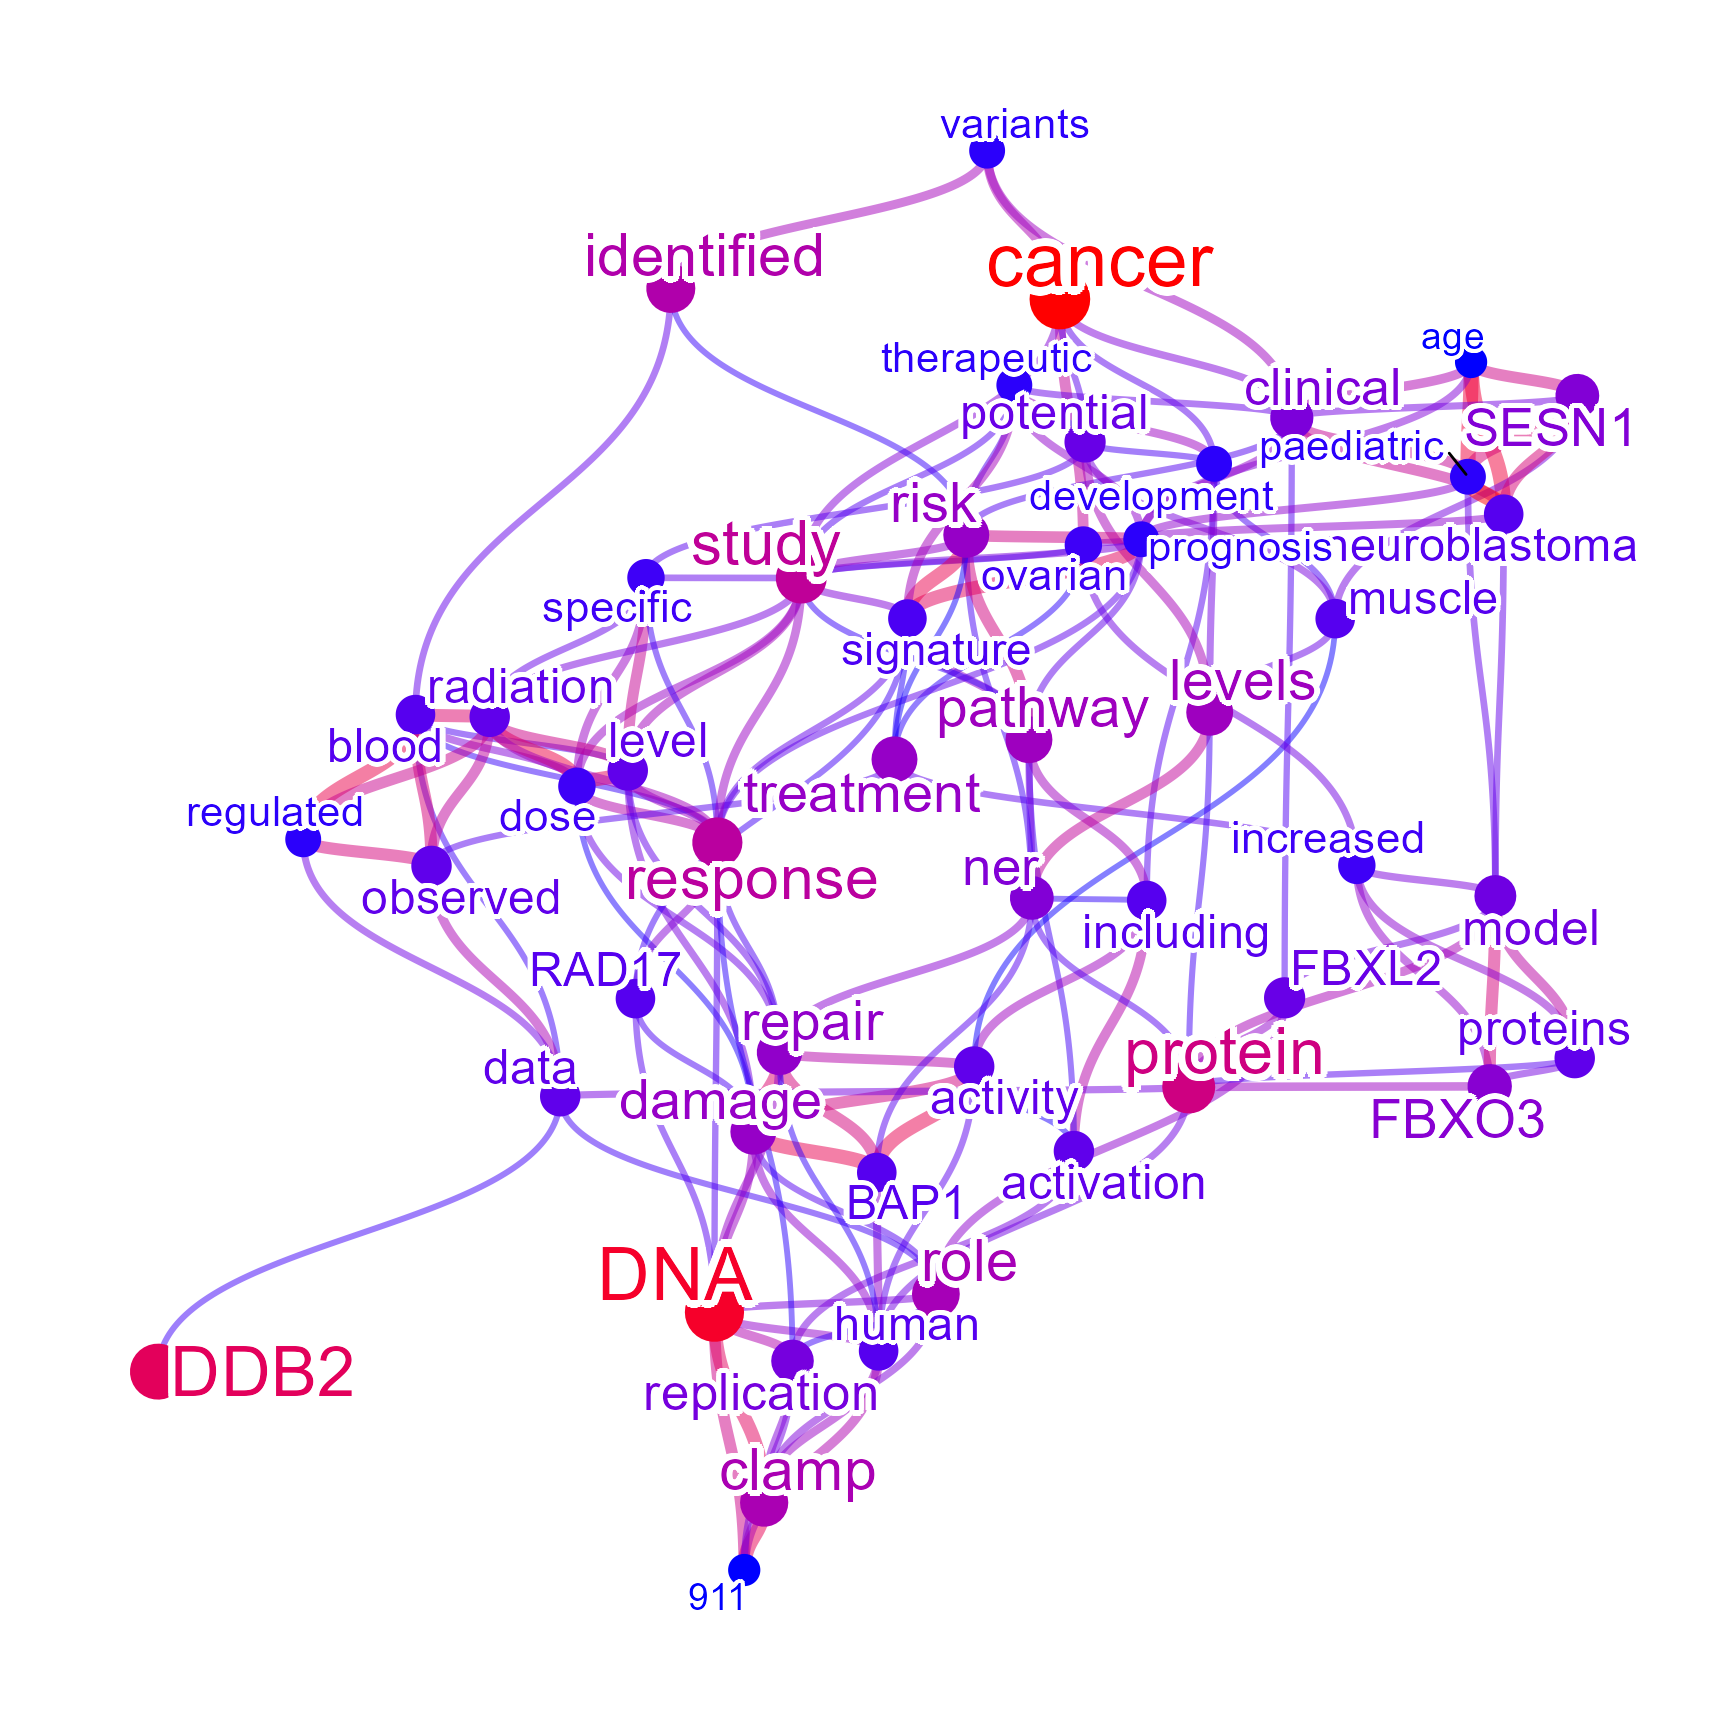 variants
identified
cancer
age
therapeutic
clinical
potential
SESN1
paediatric
development
risk
study
prognosis
neuroblastoma
ovarian
specific
muscle
signature
radiation
levels
pathway
blood
level
treatment
regulated
dose
increased
ner
response
observed
including
model
RAD17
FBXL2
repair
proteins
protein
data
damage
activity
FBXO3
activation
BAP1
role
DNA
human
DDB2
replication
clamp
911